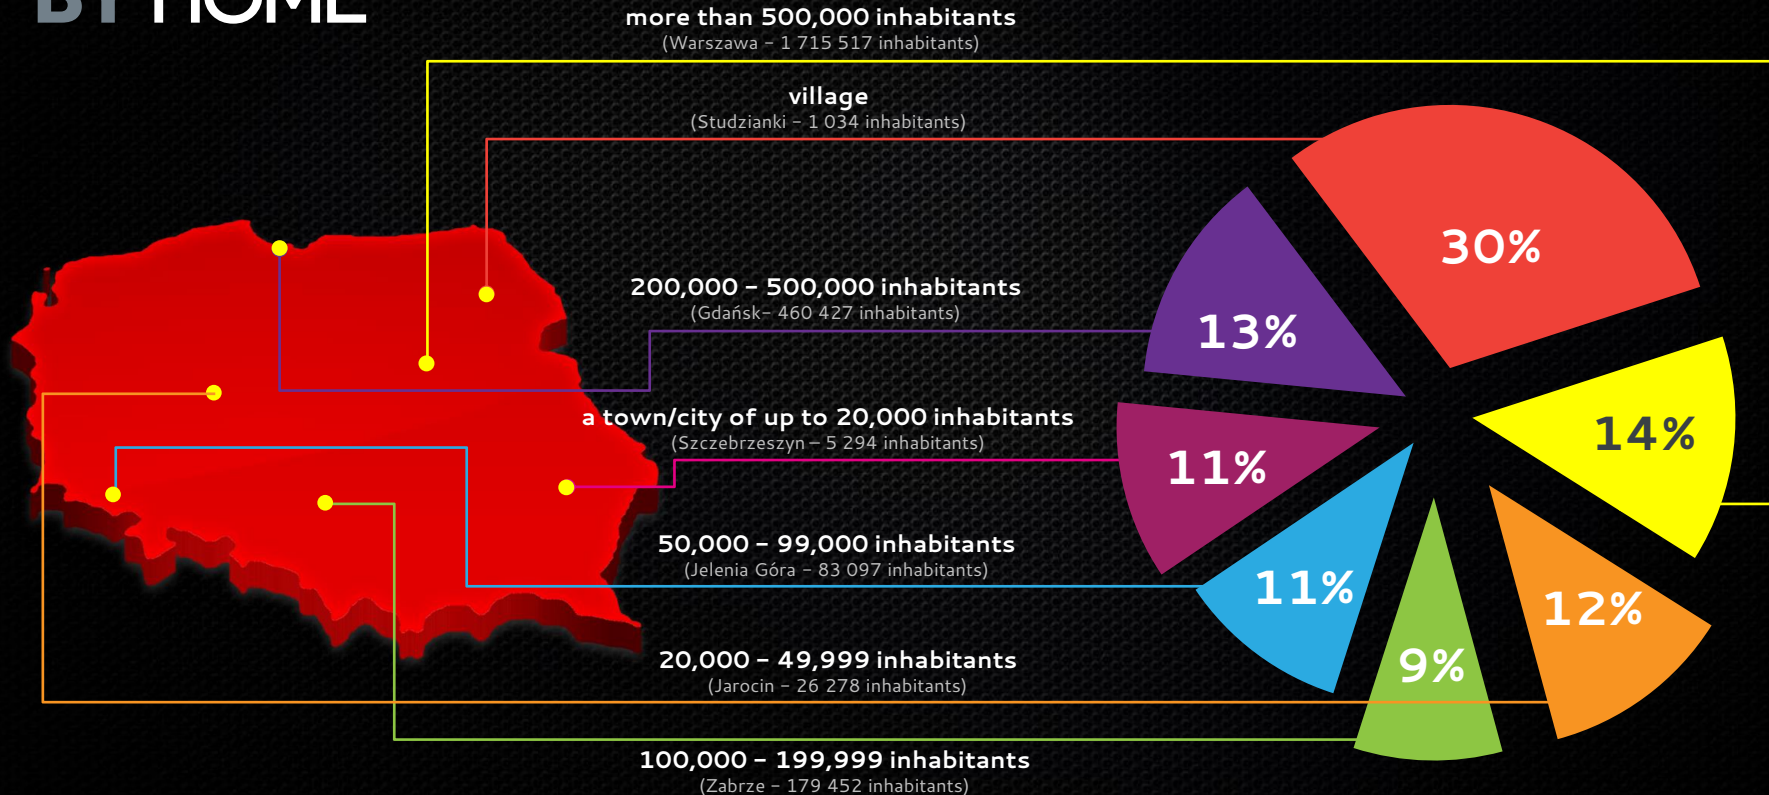 BY HOME
more than 500,000 inhabitants
(Warszawa – 1 715 517 inhabitants)
village
(Studzianki – 1 034 inhabitants)
30%
200,000 – 500,000 inhabitants
(Gdańsk– 460 427 inhabitants)
13%
a town/city of up to 20,000 inhabitants
(Szczebrzeszyn – 5 294 inhabitants)
14%
11%
50,000 – 99,000 inhabitants
(Jelenia Góra – 83 097 inhabitants)
11%
12%
20,000 – 49,999 inhabitants
(Jarocin – 26 278 inhabitants)
9%
100,000 – 199,999 inhabitants
(Zabrze – 179 452 inhabitants)